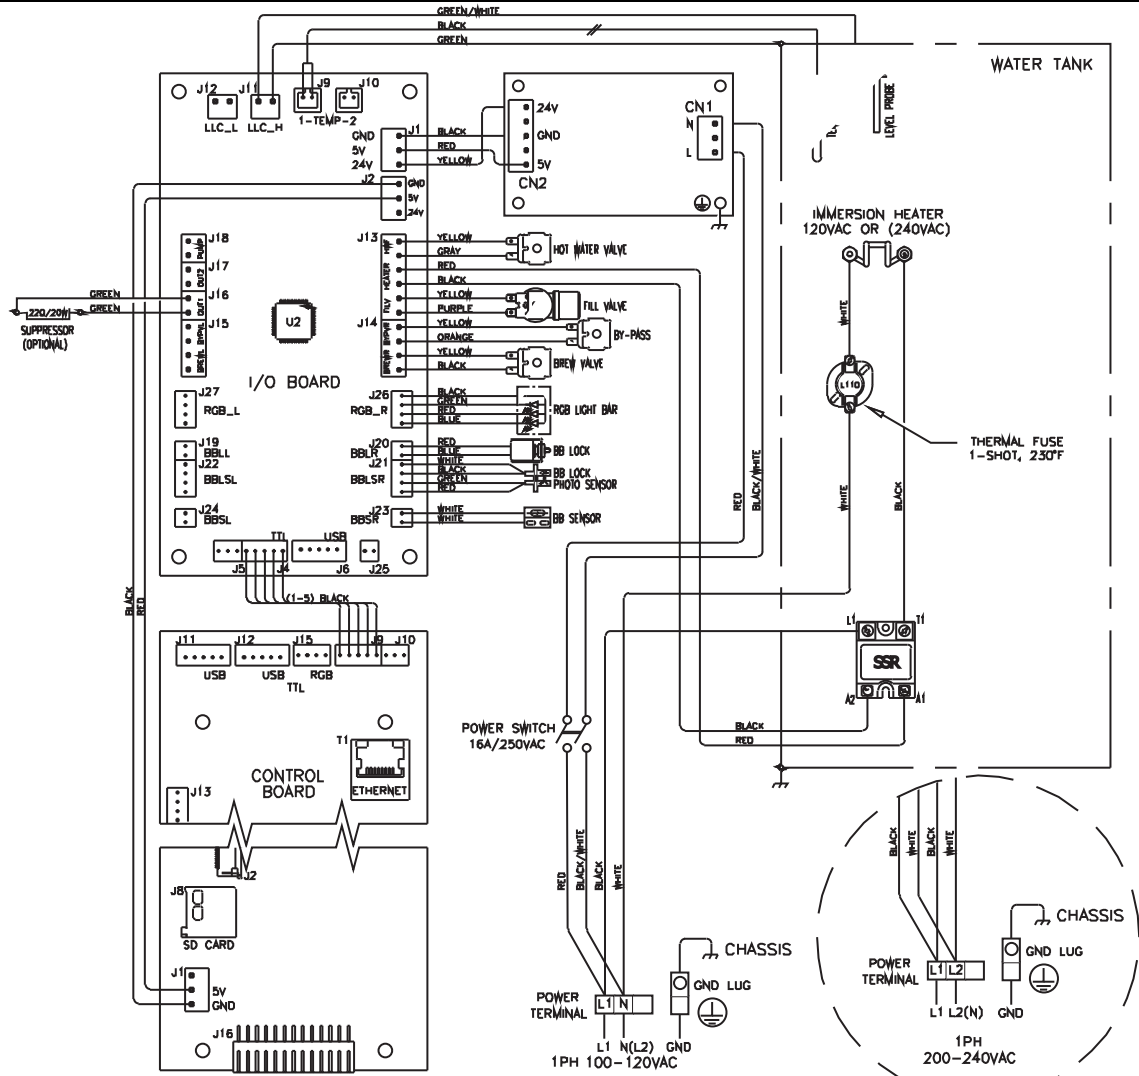 GREEN/WHITE
BLACK
GREEN
WATER TANK
J12
J11
J9
J10
LLC_L
LLC_H
1-TEMP-2
GND
J1
5V
24V
BLACK
RED
YELLOW
24V
GND
5V
CN2
CN1
N
L
LEVEL PROBE
J2
GND
5V
24V
IMMERSION HEATER
120VAC OR (240VAC)
J18
J17
J16
J15
PUMP
OUT2
OUT1
BYPWL
BREWL
J13
J14
HWF
HEATER
FILV
BYPWR
BREWR
YELLOW
GRAY
RED
BLACK
YELLOW
PURPLE
YELLOW
ORANGE
YELLOW
BLACK
HOT WATER VALVE
FILL VALVE
BY-PASS
BREW VALVE
GREEN
GREEN
220/20W
SUPPRESSOR
(OPTIONAL)
U2
I/O BOARD
WHITE
L110
THERMAL FUSE
1-SHOT, 230°F
J27
RGB_L
J26
RGB_R
BLACK
GREEN
RED
BLUE
RGB LIGHT BAR
J19
BBLL
J22
BBLSL
J20
BBLR
J21
BBLSR
RED
BLUE
WHITE
BLACK
GREEN
RED
BB LOCK
BB LOCK
PHOTO SENSOR
J24
BBSL
J23
BBSR
WHITE
WHITE
BB SENSOR
RED
BLACK/WHITE
WHITE
BLACK
TTL
USB
J5
J4
J6
J25
BLACK
RED
(1-5) BLACK
J11
J12
J15
J9
J10
USB
USB
RGB
TTL
L1
T1
SSR
A2
A1
BLACK
RED
POWER SWITCH
16A/250VAC
T1
ETHERNET
CONTROL
BOARD
J13
J2
J8
SD CARD
J1
5V
GND
J16
RED
BLACK/WHITE
BLACK
WHITE
CHASSIS
GND LUG
POWER
TERMINAL
L1
N
L1
N(L2)
GND
1PH 100-120VAC
BLACK
WHITE
BLACK
WHITE
CHASSIS
GND LUG
POWER
TERMINAL
L1
L2
L1
L2(N)
GND
1PH
200-240VAC